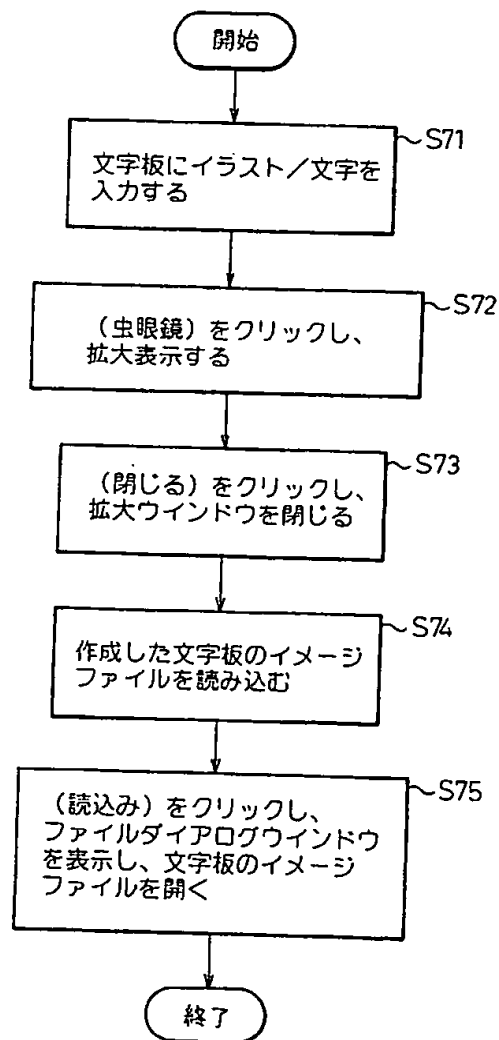 開始
S71
文字板にイラスト／文字を
入力する
S72
（虫眼鏡）をクリックし、
拡大表示する
S73
（閉じる）をクリックし、
拡大ウインドウを閉じる
S74
作成した文字板のイメージ
ファイルを読み込む
S75
（読込み）をクリックし、
ファイルダイアログウインドウ
を表示し、文字板のイメージ
ファイルを開く
終了